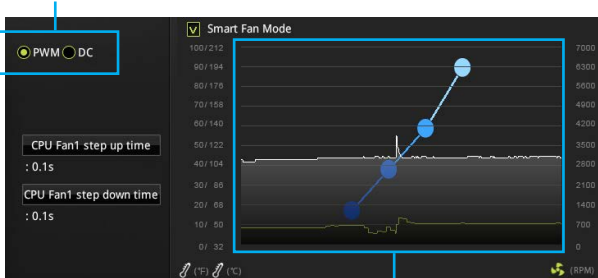 V Smart Fan Mode
PWM DC
100/212 7000
90/194 6300
80/176 5600
70/158 4900
60/140 4200
CPU Fan1 step up time
50/122 3500
: 0.1s
40/104 2800
CPU Fan1 step down time
30/ 86 2100
: 0.1s
20/ 68 1400
10/ 50 700
0/ 32 0
(°F) (°C) (RPM)